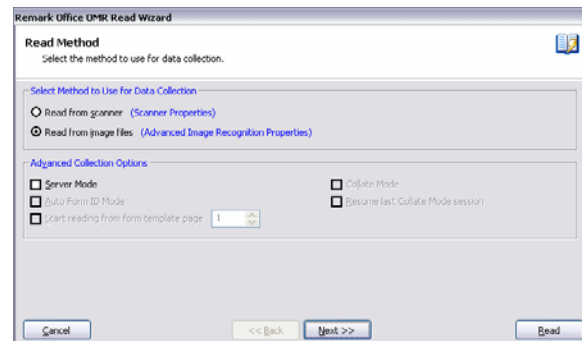 Remark Office OMR Read Wizard
Read Method
Select the method to use for data collection.
Select Method to Use for Data Collection
Read from scanner (Scanner Properties)
Read from image files (Advanced Image Recognition Properties)
Advanced Collection Options
Server Mode Collate Mode
Auto Form ID Mode Resume last Collate Mode session
Start reading from form template page 1
Cancel << Back Next >> Read